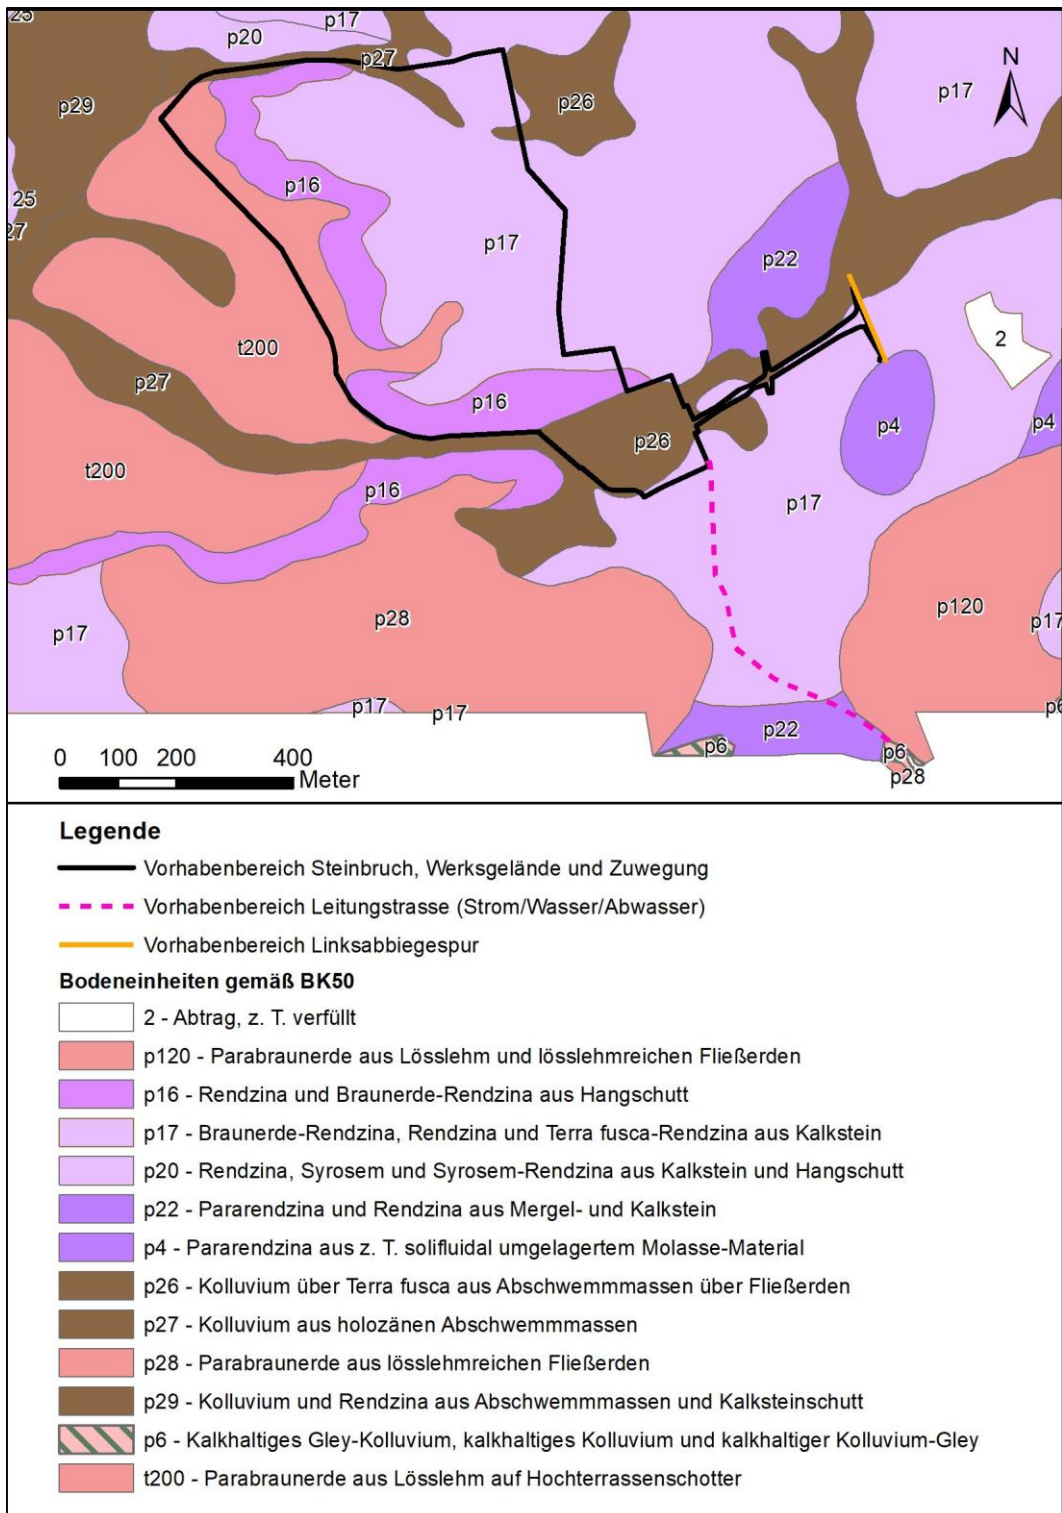 25
p17
p20
p27
N
p29
p26
p17
25
p16
27
p17
p22
t200
2
p27
p16
p4
p4
p26
t200
p16
p17
p28
p120
p17
p17
p17
p17
p22
p6
p6
p6
p28
0 100 200 400
Meter
Legende
Vorhabenbereich Steinbruch, Werksgelände und Zuwegung
Vorhabenbereich Leitungstrasse (Strom/Wasser/Abwasser)
Vorhabenbereich Linksabbiegespur
Bodeneinheiten gemäß BK50
2 - Abtrag, z. T. verfüllt
p120 - Parabraunerde aus Lösslehm und lösslehmreichen Fließerden
p16 - Rendzina und Braunerde-Rendzina aus Hangschutt
p17 - Braunerde-Rendzina, Rendzina und Terra fusca-Rendzina aus Kalkstein
p20 - Rendzina, Syrosem und Syrosem-Rendzina aus Kalkstein und Hangschutt
p22 - Pararendzina und Rendzina aus Mergel- und Kalkstein
p4 - Pararendzina aus z. T. solifluidal umgelagertem Molasse-Material
p26 - Kolluvium über Terra fusca aus Abschwemmmassen über Fließerden
p27 - Kolluvium aus holozänen Abschwemmmassen
p28 - Parabraunerde aus lösslehmreichen Fließerden
p29 - Kolluvium und Rendzina aus Abschwemmmassen und Kalksteinschutt
p6 - Kalkhaltiges Gley-Kolluvium, kalkhaltiges Kolluvium und kalkhaltiger Kolluvium-Gley
t200 - Parabraunerde aus Lösslehm auf Hochterrassenschotter